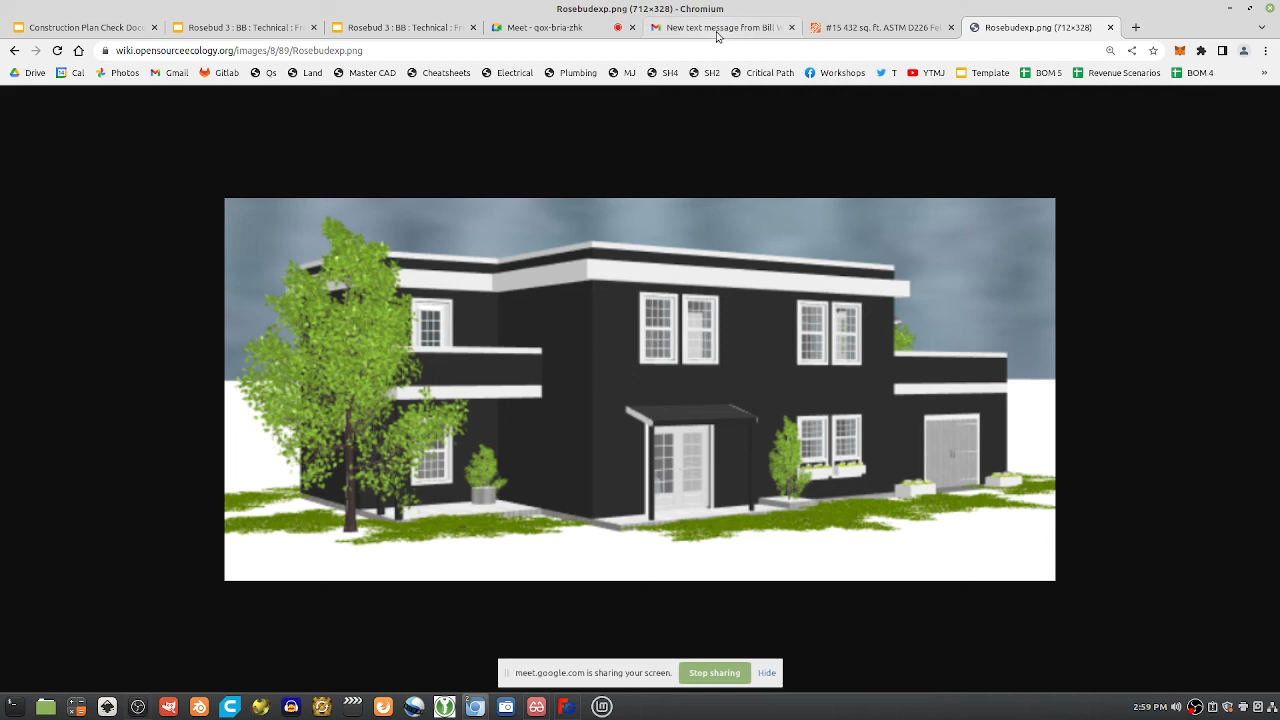 Rosebudexp.png (712×328) - Chromium
Construction Plan Check Docu
Rosebud 3 : BB : Technical : Fra
Rosebud 3 : BB : Technical : Fra
Meet - qox-bria-zhk
New text message from Bill V
#15 432 sq. ft. ASTM D226 Fel
Rosebudexp.png (712×328)
wiki.opensourceecology.org/images/8/89/Rosebudexp.png
Drive
Cal
Photos
Gmail
Gitlab
Qs
Land
Master CAD
Cheatsheets
Electrical
Plumbing
MJ
SH4
SH2
Critical Path
Workshops
T
YTMJ
Template
BOM 5
Revenue Scenarios
BOM 4
»
meet.google.com is sharing your screen.
Stop sharing
Hide
2:59 PM